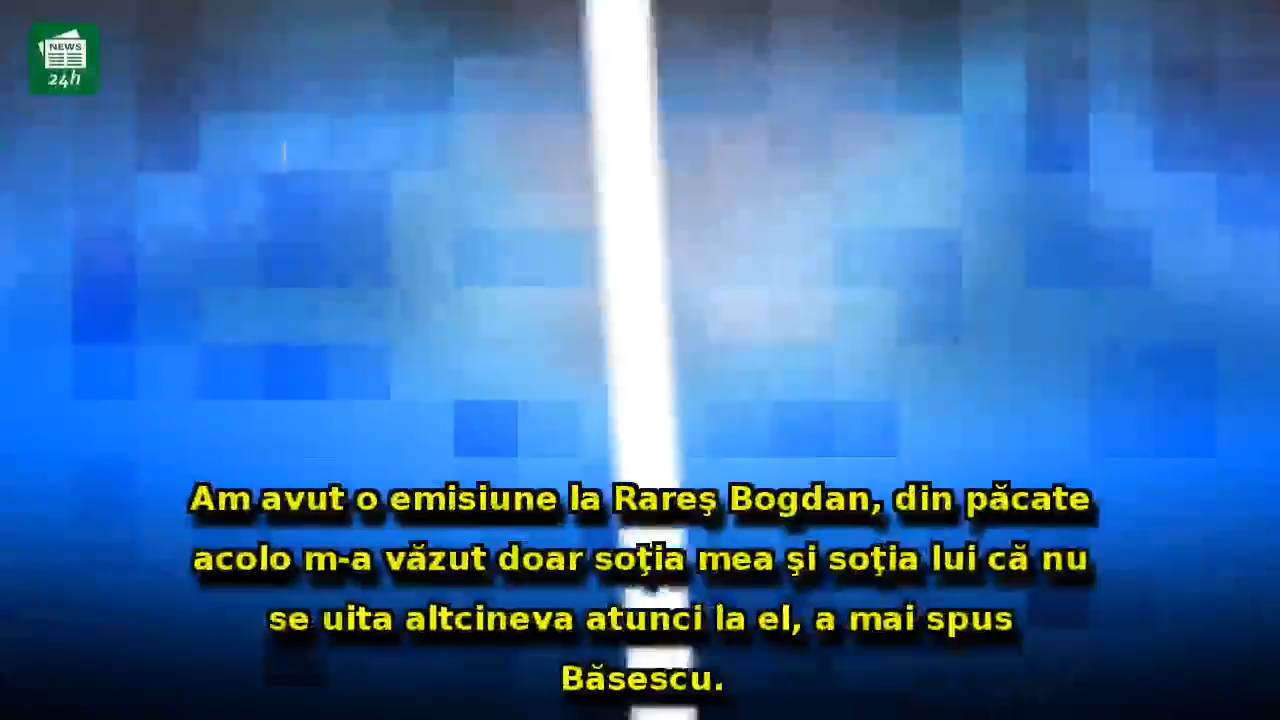 NEWS
24h
Am avut o emisiune la Rareş Bogdan, din păcate
acolo m-a văzut doar soţia mea şi soţia lui că nu
se uita altcineva atunci la el, a mai spus
Băsescu.